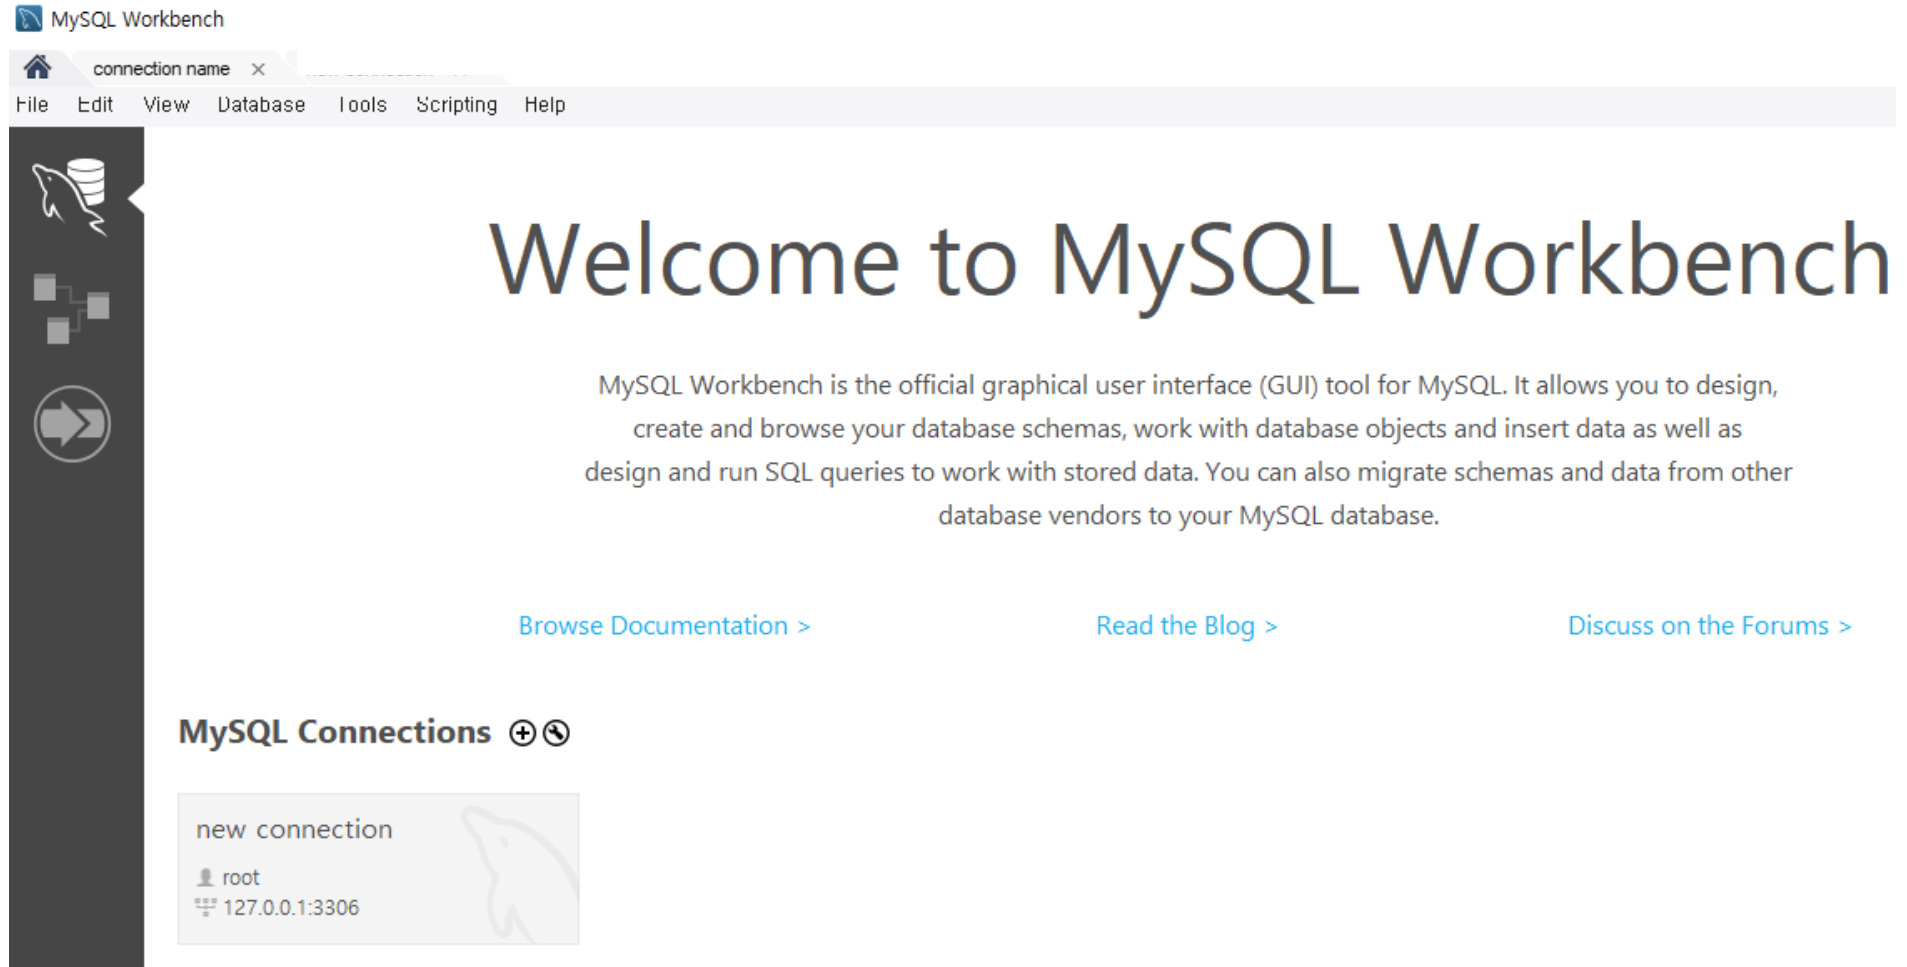 MySQL Workbench
connection name
File Edit View Database Tools Scripting Help
Welcome to MySQL Workbench
MySQL Workbench is the official graphical user interface (GUI) tool for MySQL. It allows you to design,
create and browse your database schemas, work with database objects and insert data as well as
design and run SQL queries to work with stored data. You can also migrate schemas and data from other
database vendors to your MySQL database.
Browse Documentation > Read the Blog > Discuss on the Forums >
MySQL Connections
new connection
root
127.0.0.1:3306